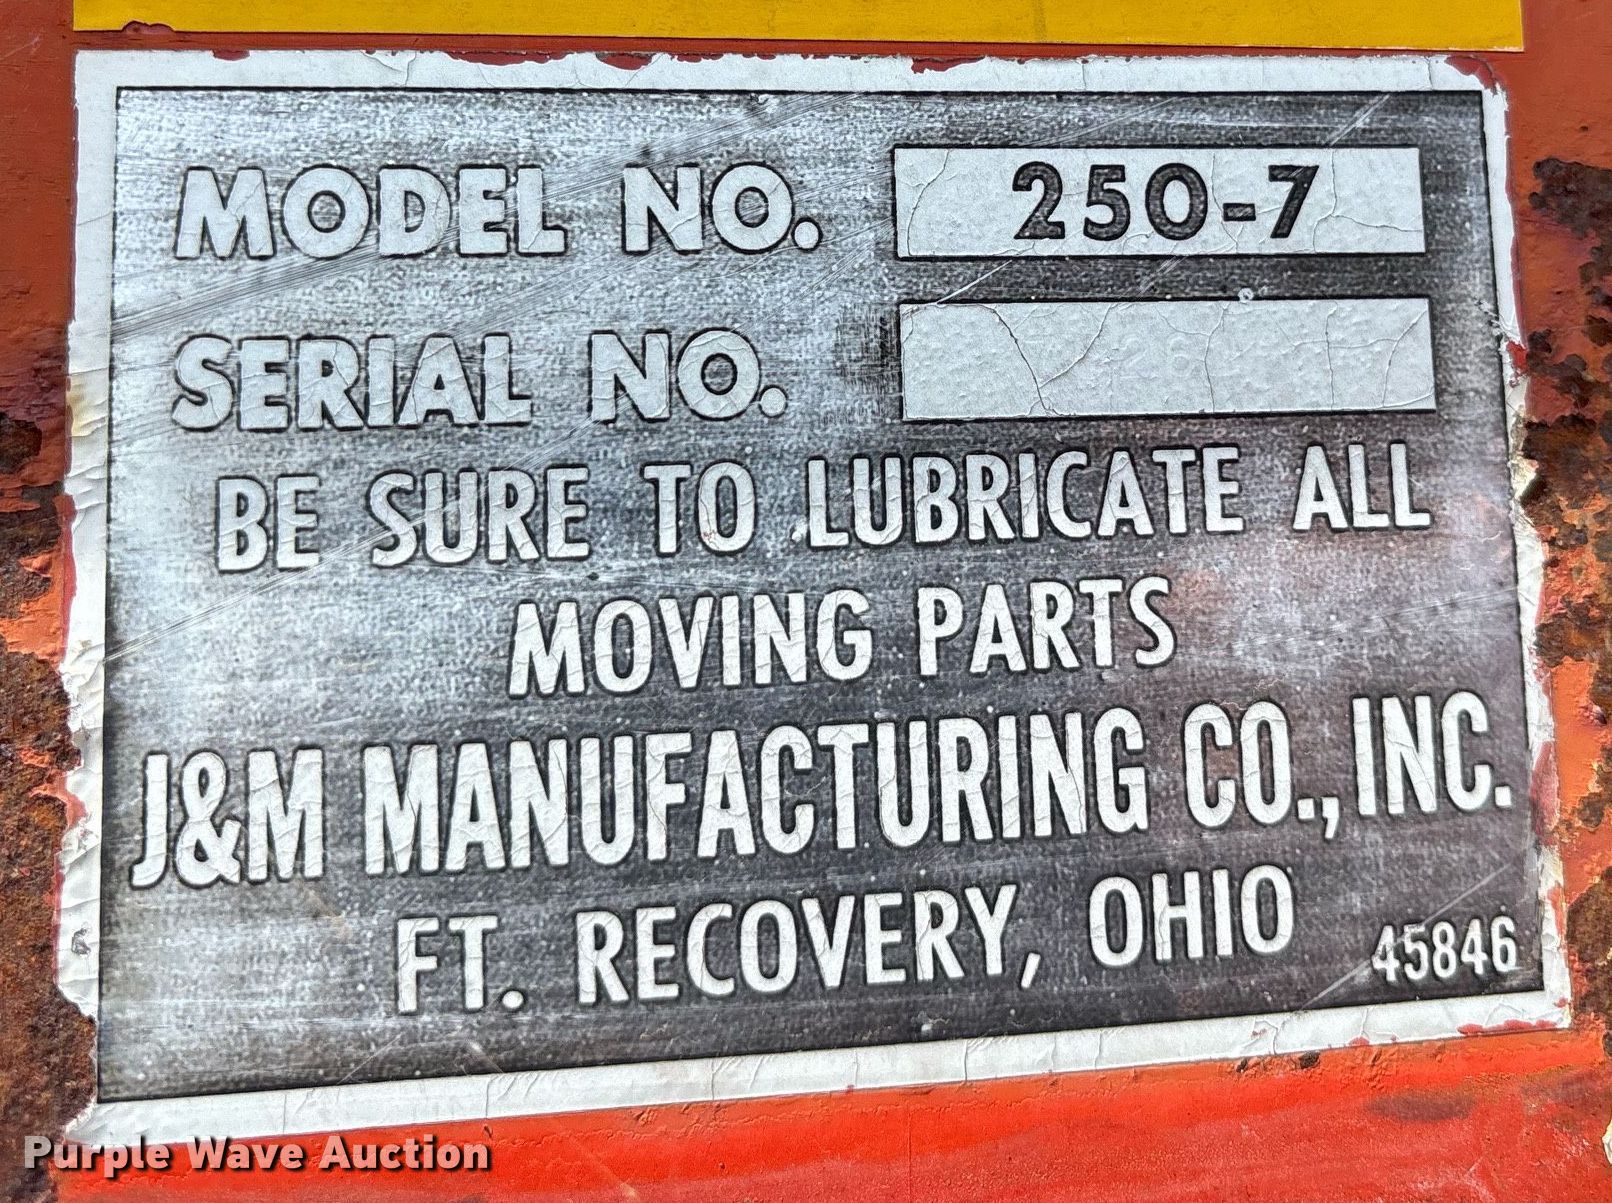 MODEL NO. 250-7
SERIAL NO.
BE SURE TO LUBRICATE ALL
MOVING PARTS
J&M MANUFACTURING CO., INC.
FT. RECOVERY, OHIO 45846
Purple Wave Auction